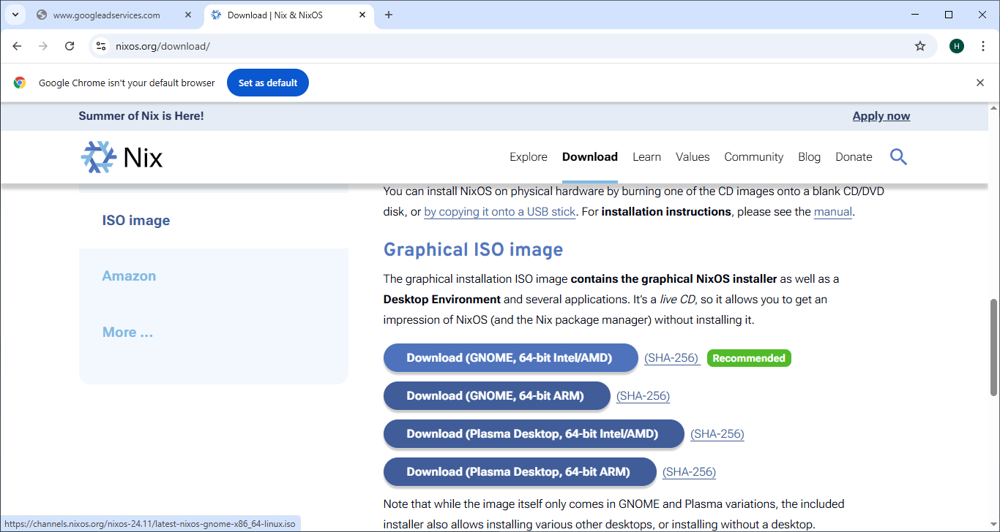 www.googleadservices.com
Download | Nix & NixOS
nixos.org/download/
H
Google Chrome isn't your default browser
Set as default
Summer of Nix is Here!
Apply now
Nix
Explore
Download
Learn
Values
Community
Blog
Donate
ISO image
Amazon
More ...
You can install NixOS on physical hardware by burning one of the CD images onto a blank CD/DVD
disk, or by copying it onto a USB stick. For installation instructions, please see the manual.
Graphical ISO image
The graphical installation ISO image contains the graphical NixOS installer as well as a
Desktop Environment and several applications. It's a live CD, so it allows you to get an
impression of NixOS (and the Nix package manager) without installing it.
Download (GNOME, 64-bit Intel/AMD) (SHA-256) Recommended
Download (GNOME, 64-bit ARM) (SHA-256)
Download (Plasma Desktop, 64-bit Intel/AMD) (SHA-256)
Download (Plasma Desktop, 64-bit ARM) (SHA-256)
Note that while the image itself only comes in GNOME and Plasma variations, the included
installer also allows installing various other desktops, or installing without a desktop.
https://channels.nixos.org/nixos-24.11/latest-nixos-gnome-x86_64-linux.iso